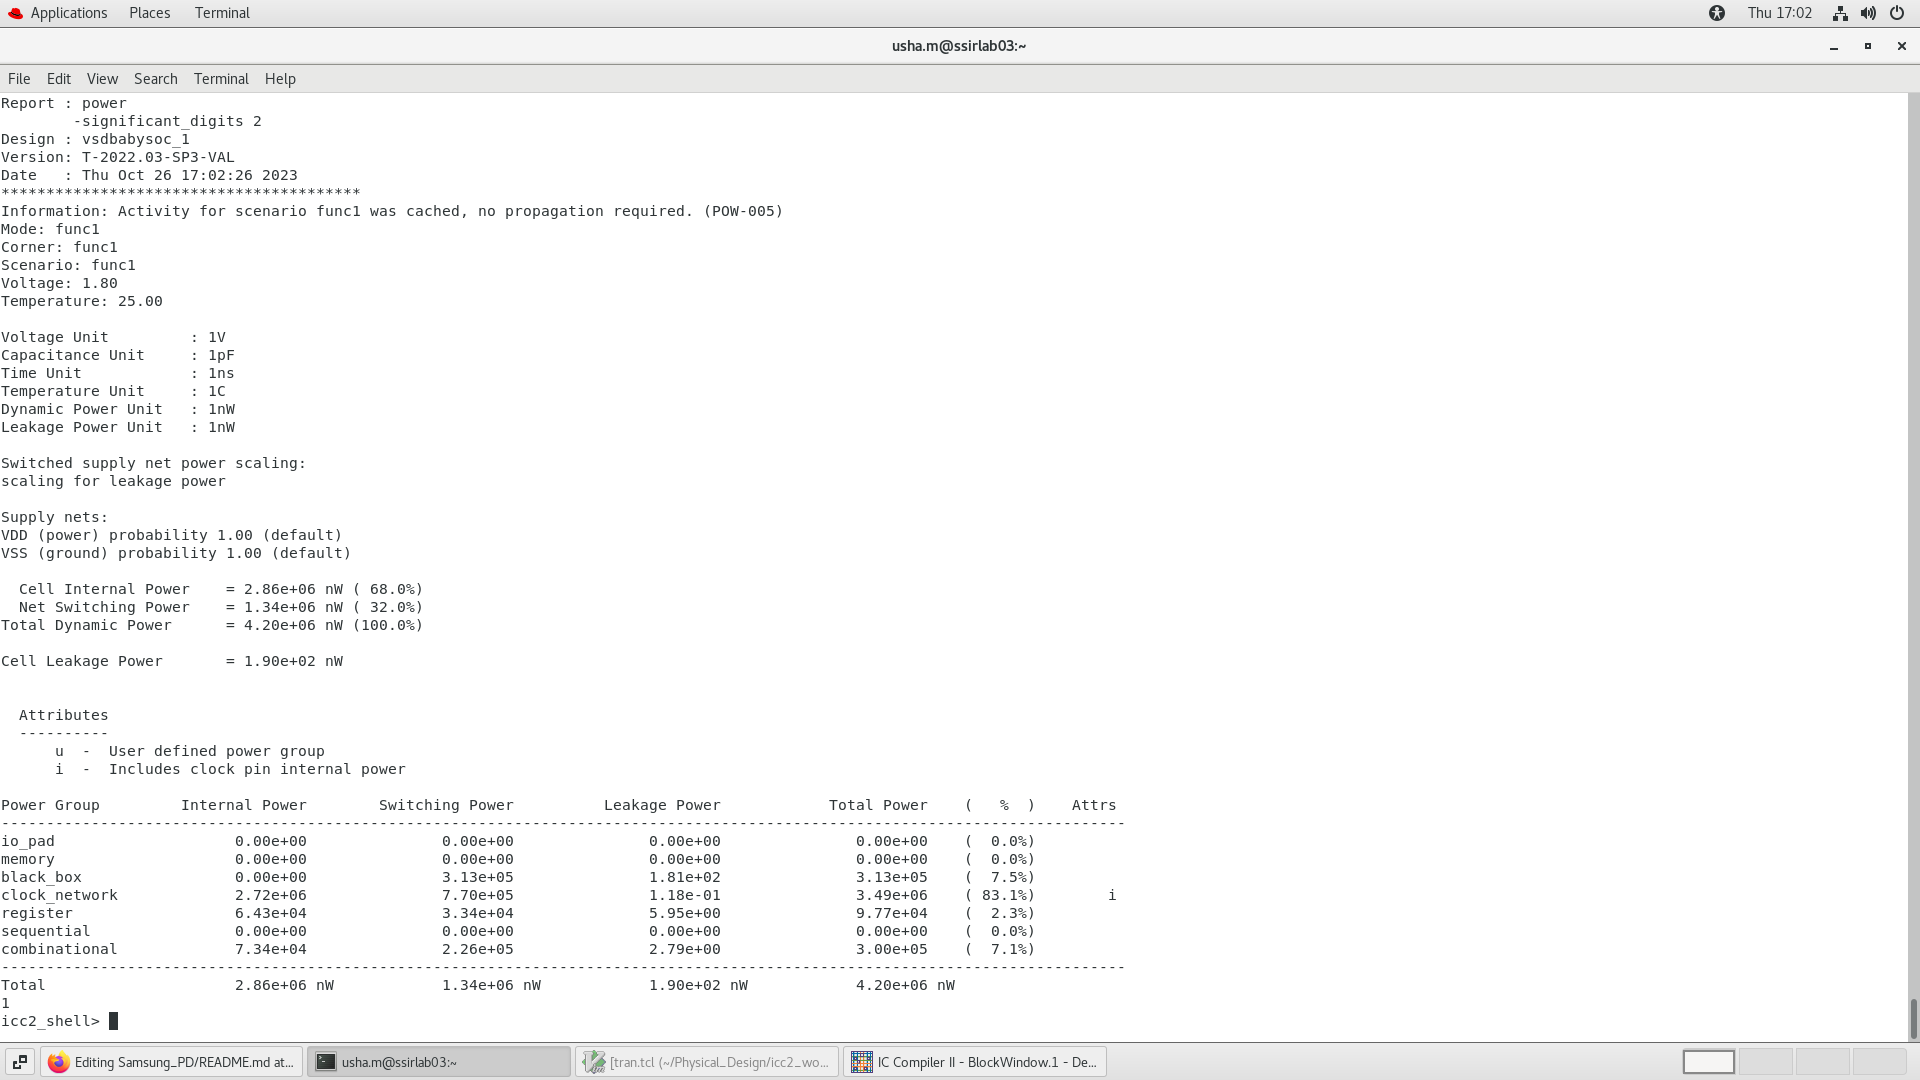 Applications Places Terminal Thu 17:02
usha.m@ssirlab03:~
File Edit View Search Terminal Help
Report : power
        -significant_digits 2
Design : vsdbabysoc_1
Version: T-2022.03-SP3-VAL
Date   : Thu Oct 26 17:02:26 2023
****************************************
Information: Activity for scenario func1 was cached, no propagation required. (POW-005)
Mode: func1
Corner: func1
Scenario: func1
Voltage: 1.80
Temperature: 25.00
Voltage Unit         : 1V
Capacitance Unit     : 1pF
Time Unit            : 1ns
Temperature Unit     : 1C
Dynamic Power Unit   : 1nW
Leakage Power Unit   : 1nW
Switched supply net power scaling:
scaling for leakage power
Supply nets:
VDD (power) probability 1.00 (default)
VSS (ground) probability 1.00 (default)
  Cell Internal Power    = 2.86e+06 nW ( 68.0%)
  Net Switching Power    = 1.34e+06 nW ( 32.0%)
Total Dynamic Power      = 4.20e+06 nW (100.0%)
Cell Leakage Power       = 1.90e+02 nW
  Attributes
  ----------
      u  -  User defined power group
      i  -  Includes clock pin internal power
Power Group         Internal Power        Switching Power          Leakage Power            Total Power    (   %  )    Attrs
-----------------------------------------------------------------------------------------------------------------------------
io_pad                    0.00e+00               0.00e+00               0.00e+00               0.00e+00    (  0.0%)
memory                    0.00e+00               0.00e+00               0.00e+00               0.00e+00    (  0.0%)
black_box                 0.00e+00               3.13e+05               1.81e+02               3.13e+05    (  7.5%)
clock_network             2.72e+06               7.70e+05               1.18e-01               3.49e+06    ( 83.1%)        i
register                  6.43e+04               3.34e+04               5.95e+00               9.77e+04    (  2.3%)
sequential                0.00e+00               0.00e+00               0.00e+00               0.00e+00    (  0.0%)
combinational             7.34e+04               2.26e+05               2.79e+00               3.00e+05    (  7.1%)
-----------------------------------------------------------------------------------------------------------------------------
Total                     2.86e+06 nW            1.34e+06 nW            1.90e+02 nW            4.20e+06 nW
1
icc2_shell>
Editing Samsung_PD/README.md at... usha.m@ssirlab03:~ [tran.tcl (~/Physical_Design/icc2_wo... IC Compiler II - BlockWindow.1 - De...